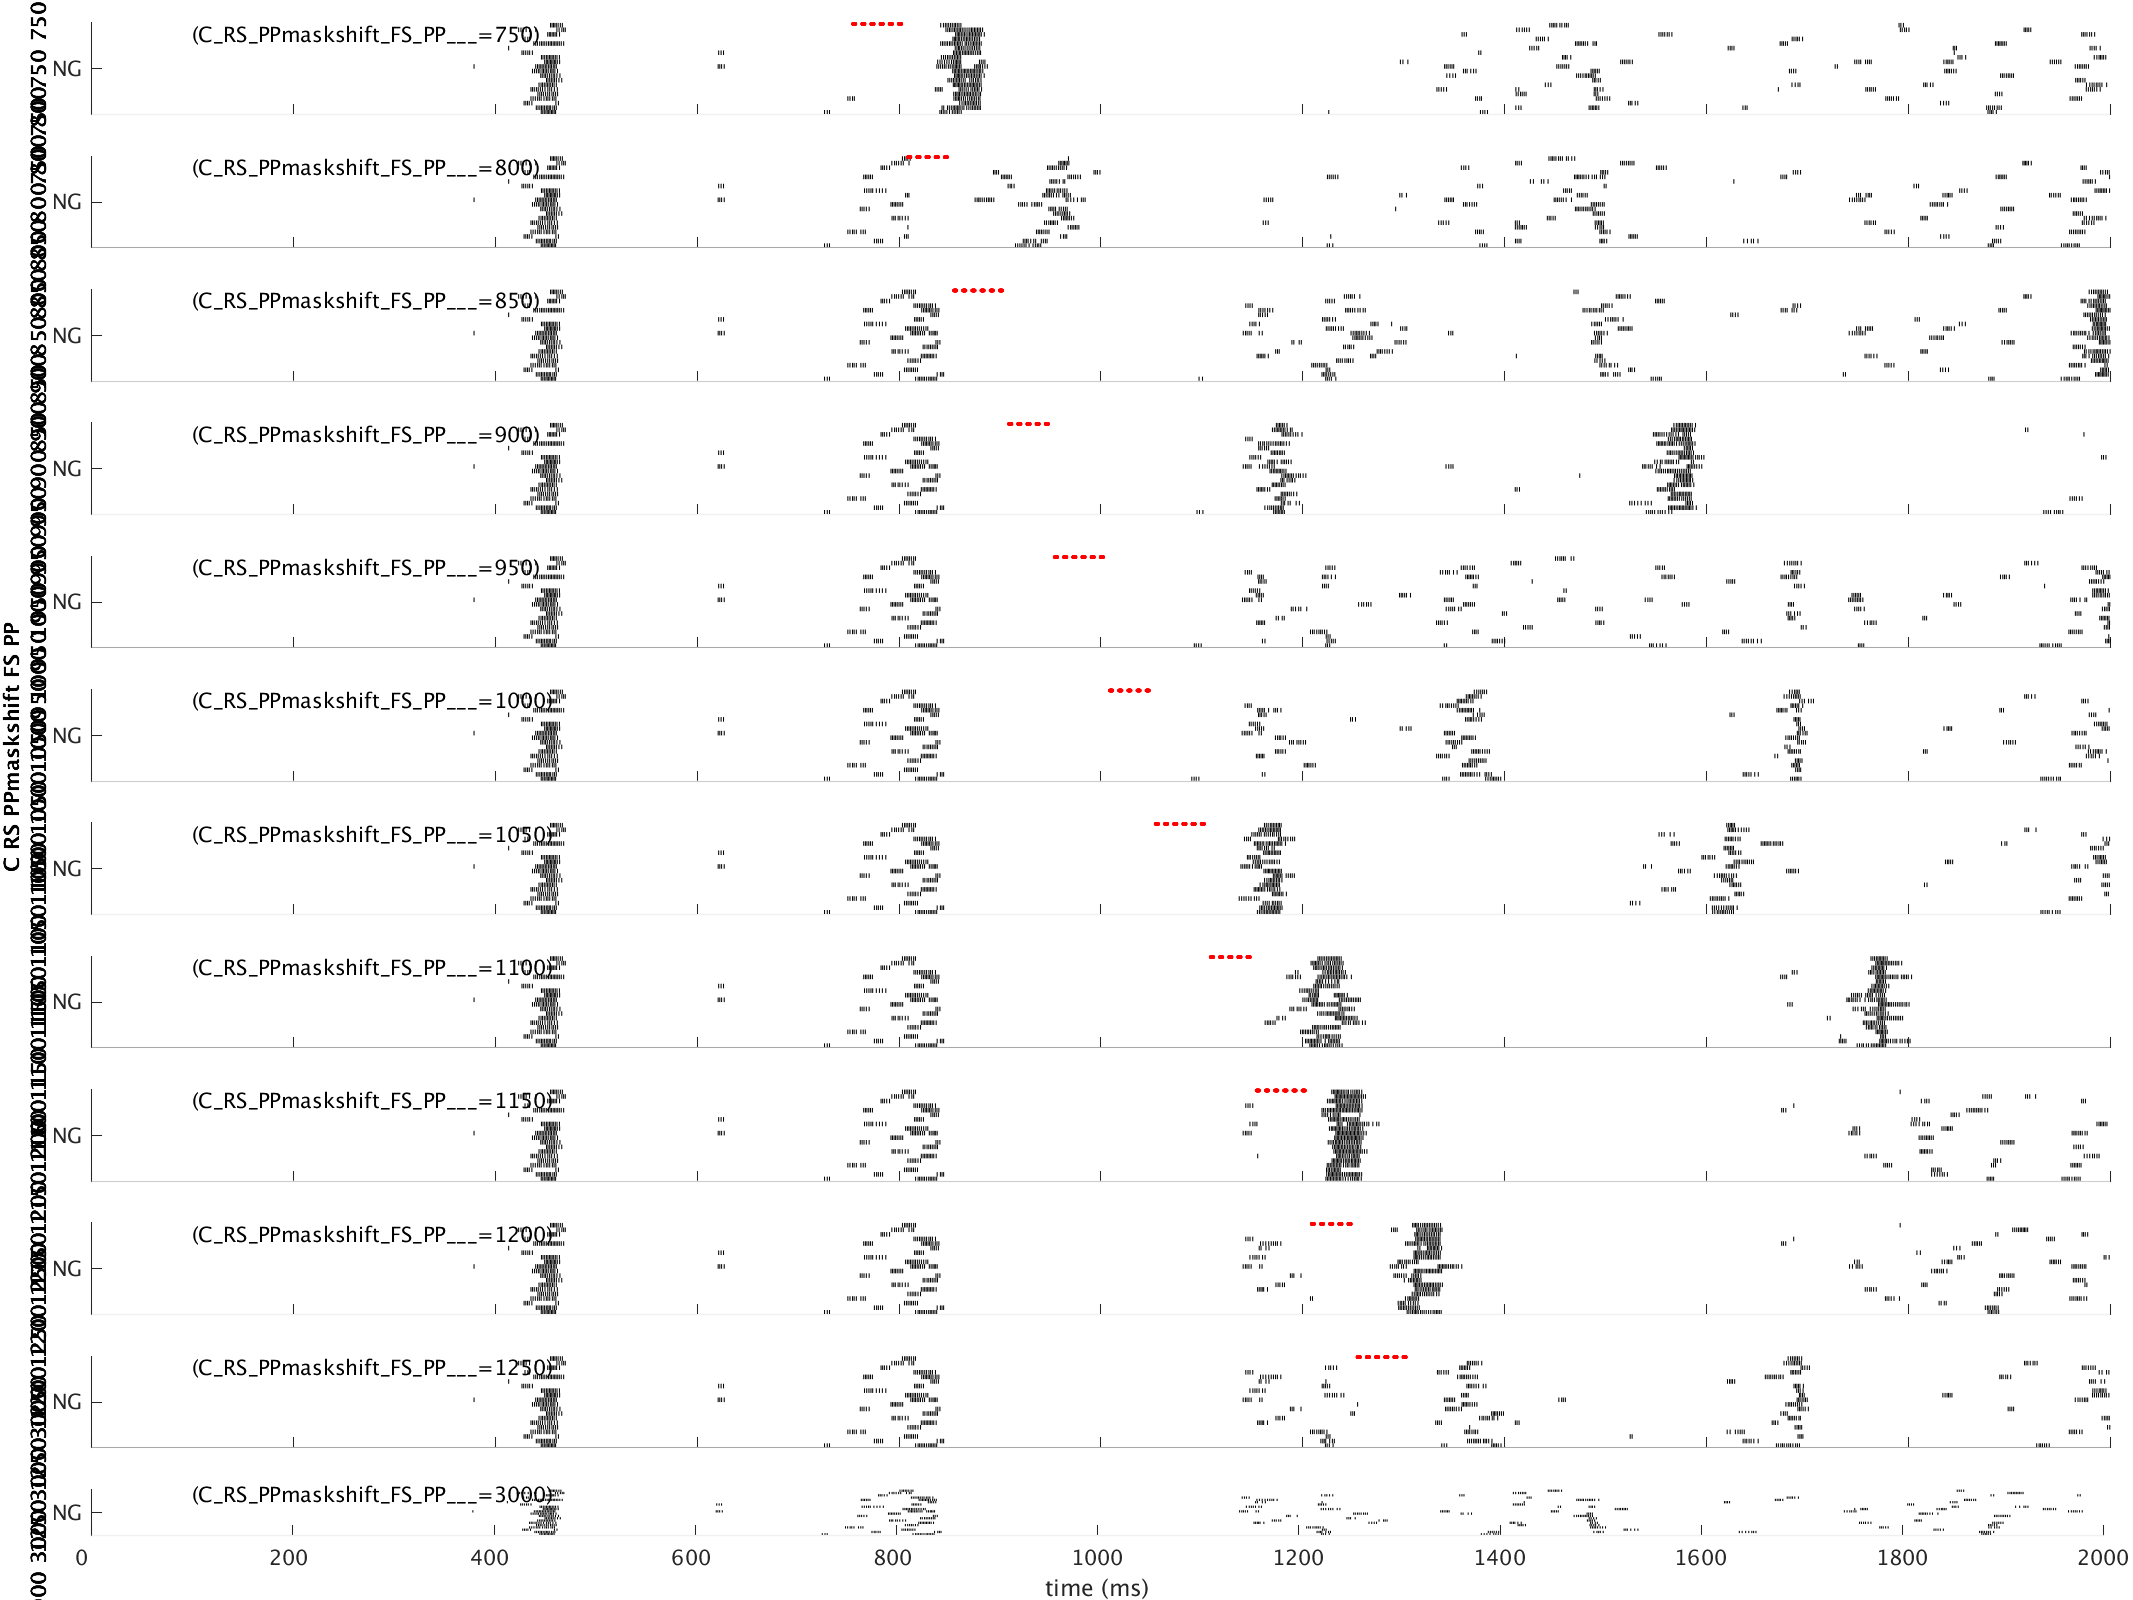 (C_RS_PPmaskshift_FS_PP___=750)
NG
(C_RS_PPmaskshift_FS_PP___=800)
NG
(C_RS_PPmaskshift_FS_PP___=850)
NG
(C_RS_PPmaskshift_FS_PP___=900)
NG
(C_RS_PPmaskshift_FS_PP___=950)
NG
(C_RS_PPmaskshift_FS_PP___=1000)
NG
(C_RS_PPmaskshift_FS_PP___=1050)
NG
(C_RS_PPmaskshift_FS_PP___=1100)
NG
(C_RS_PPmaskshift_FS_PP___=1150)
NG
(C_RS_PPmaskshift_FS_PP___=1200)
NG
(C_RS_PPmaskshift_FS_PP___=1250)
NG
(C_RS_PPmaskshift_FS_PP___=3000)
NG
0 200 400 600 800 1000 1200 1400 1600 1800 2000
time (ms)
C RS PPmaskshift FS PP
750
750